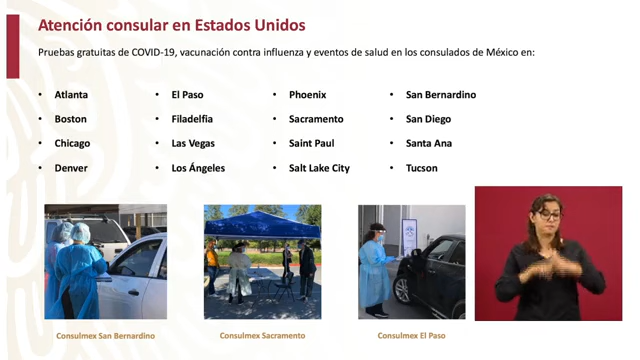 Atención consular en Estados Unidos
Pruebas gratuitas de COVID-19, vacunación contra influenza y eventos de salud en los consulados de México en:
• Atlanta
• Boston
• Chicago
• Denver
• El Paso
• Filadelfia
• Las Vegas
• Los Ángeles
• Phoenix
• Sacramento
• Saint Paul
• Salt Lake City
• San Bernardino
• San Diego
• Santa Ana
• Tucson
Consulmex San Bernardino
Consulmex Sacramento
Consulmex El Paso